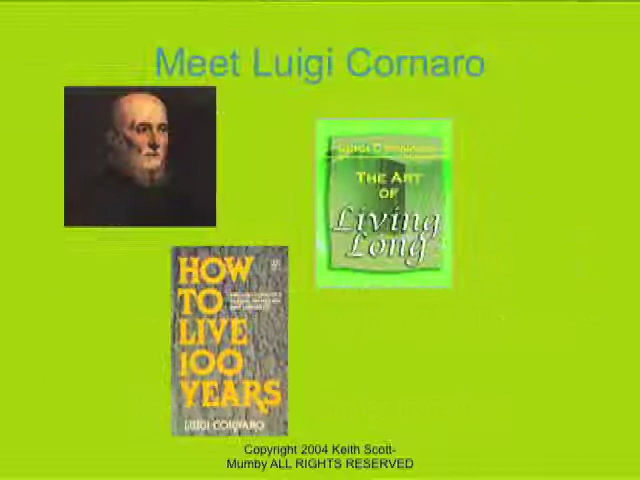 Meet Luigi Cornaro
THE ART
OF
Living
Long
HOW
TO
LIVE
100
YEARS
LUIGI CORNARO
Copyright 2004 Keith Scott-
Mumby ALL RIGHTS RESERVED